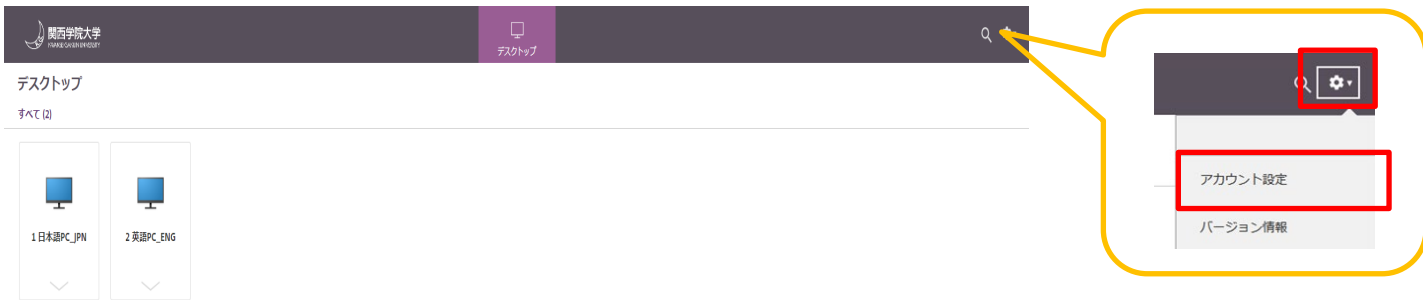 関西学院大学
KWANSEI GAKUIN UNIVERSITY
デスクトップ
デスクトップ
すべて (2)
1 日本語PC_JPN
2 英語PC_ENG
アカウント設定
バージョン情報